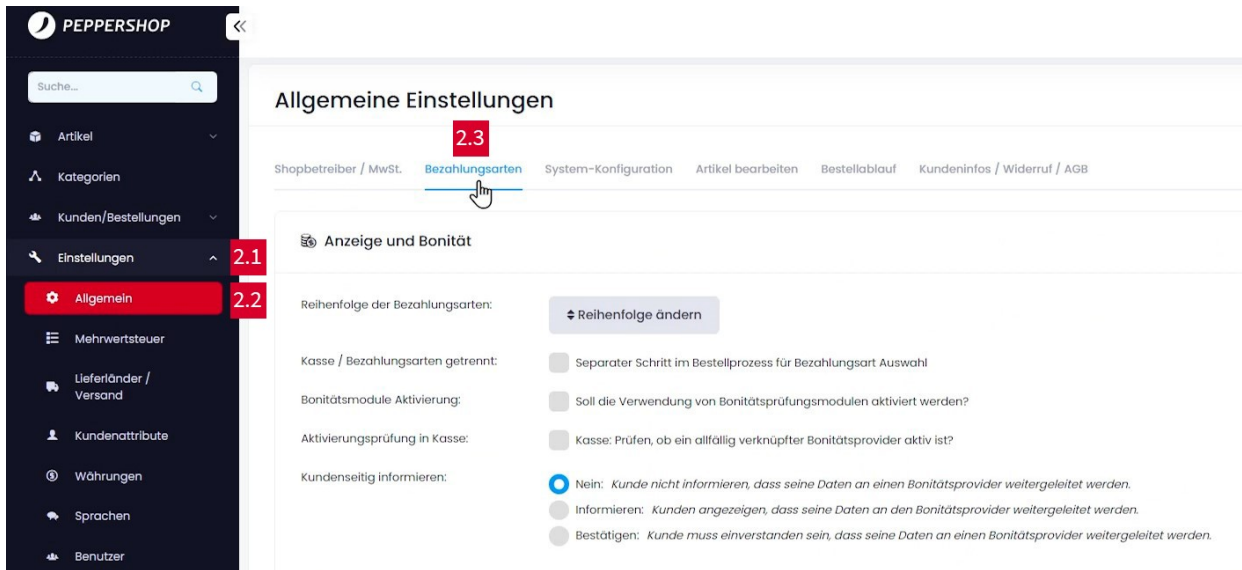 PEPPERSHOP
Suche...
Artikel
Kategorien
Kunden/Bestellungen
Einstellungen
2.1
Allgemein
2.2
Mehrwertsteuer
Lieferländer /
Versand
Kundenattribute
Währungen
Sprachen
Benutzer
Allgemeine Einstellungen
2.3
Shopbetreiber / MwSt. Bezahlungsarten System-Konfiguration Artikel bearbeiten Bestellablauf Kundeninfos / Widerruf / AGB
Anzeige und Bonität
Reihenfolge der Bezahlungsarten: Reihenfolge ändern
Kasse / Bezahlungsarten getrennt: Separater Schritt im Bestellprozess für Bezahlungsart Auswahl
Bonitätsmodule Aktivierung: Soll die Verwendung von Bonitätsprüfungsmodulen aktiviert werden?
Aktivierungsprüfung in Kasse: Kasse: Prüfen, ob ein allfällig verknüpfter Bonitätsprovider aktiv ist?
Kundenseitig informieren: Nein: Kunde nicht informieren, dass seine Daten an einen Bonitätsprovider weitergeleitet werden.
Informieren: Kunden angezeigen, dass seine Daten an den Bonitätsprovider weitergeleitet werden.
Bestätigen: Kunde muss einverstanden sein, dass seine Daten an einen Bonitätsprovider weitergeleitet werden.